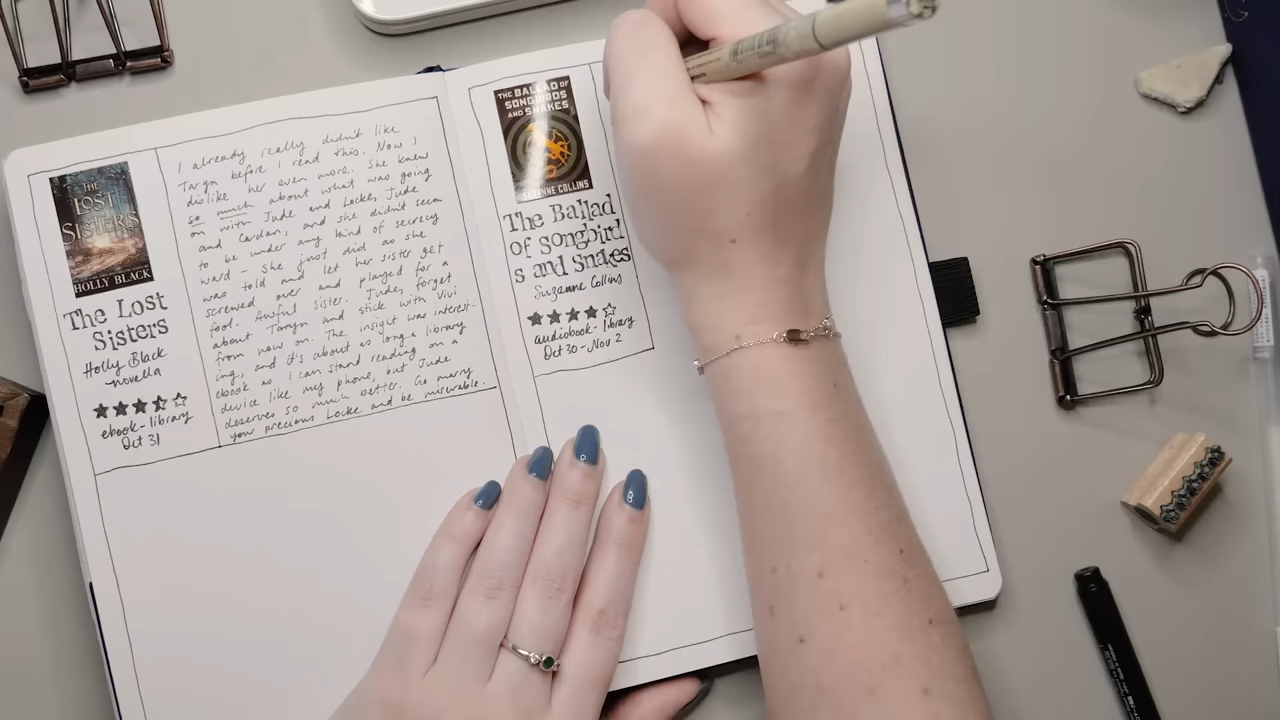 THE
LOST
SISTERS
HOLLY BLACK
The Lost
Sisters
Holly Black
novella
ebook-library
Oct 31
I already really didn't like
Taryn before I read this. Now I
dislike her even more. She knew
so much about what was going
on with Jude and Locke, Jude
and Cardan, and she didn't seem
to be under any kind of secrecy
ward - she just did as she
was told and let her sister get
screwed over and played for a
fool. Awful sister. Jude, forget
about Taryn and stick with Vivi
from now on. The insight was interest-
ing, and it's about as long a library
ebook as I can stand reading on a
device like my phone, but Jude
deserves so much better. Go marry
your precious Locke and be miserable.
THE BALLAD OF
SONGBIRDS
AND SNAKES
SUZANNE COLLINS
The Ballad
of Songbird
s and Snakes
Suzanne Collins
audiobook-library
Oct 30-Nov 2